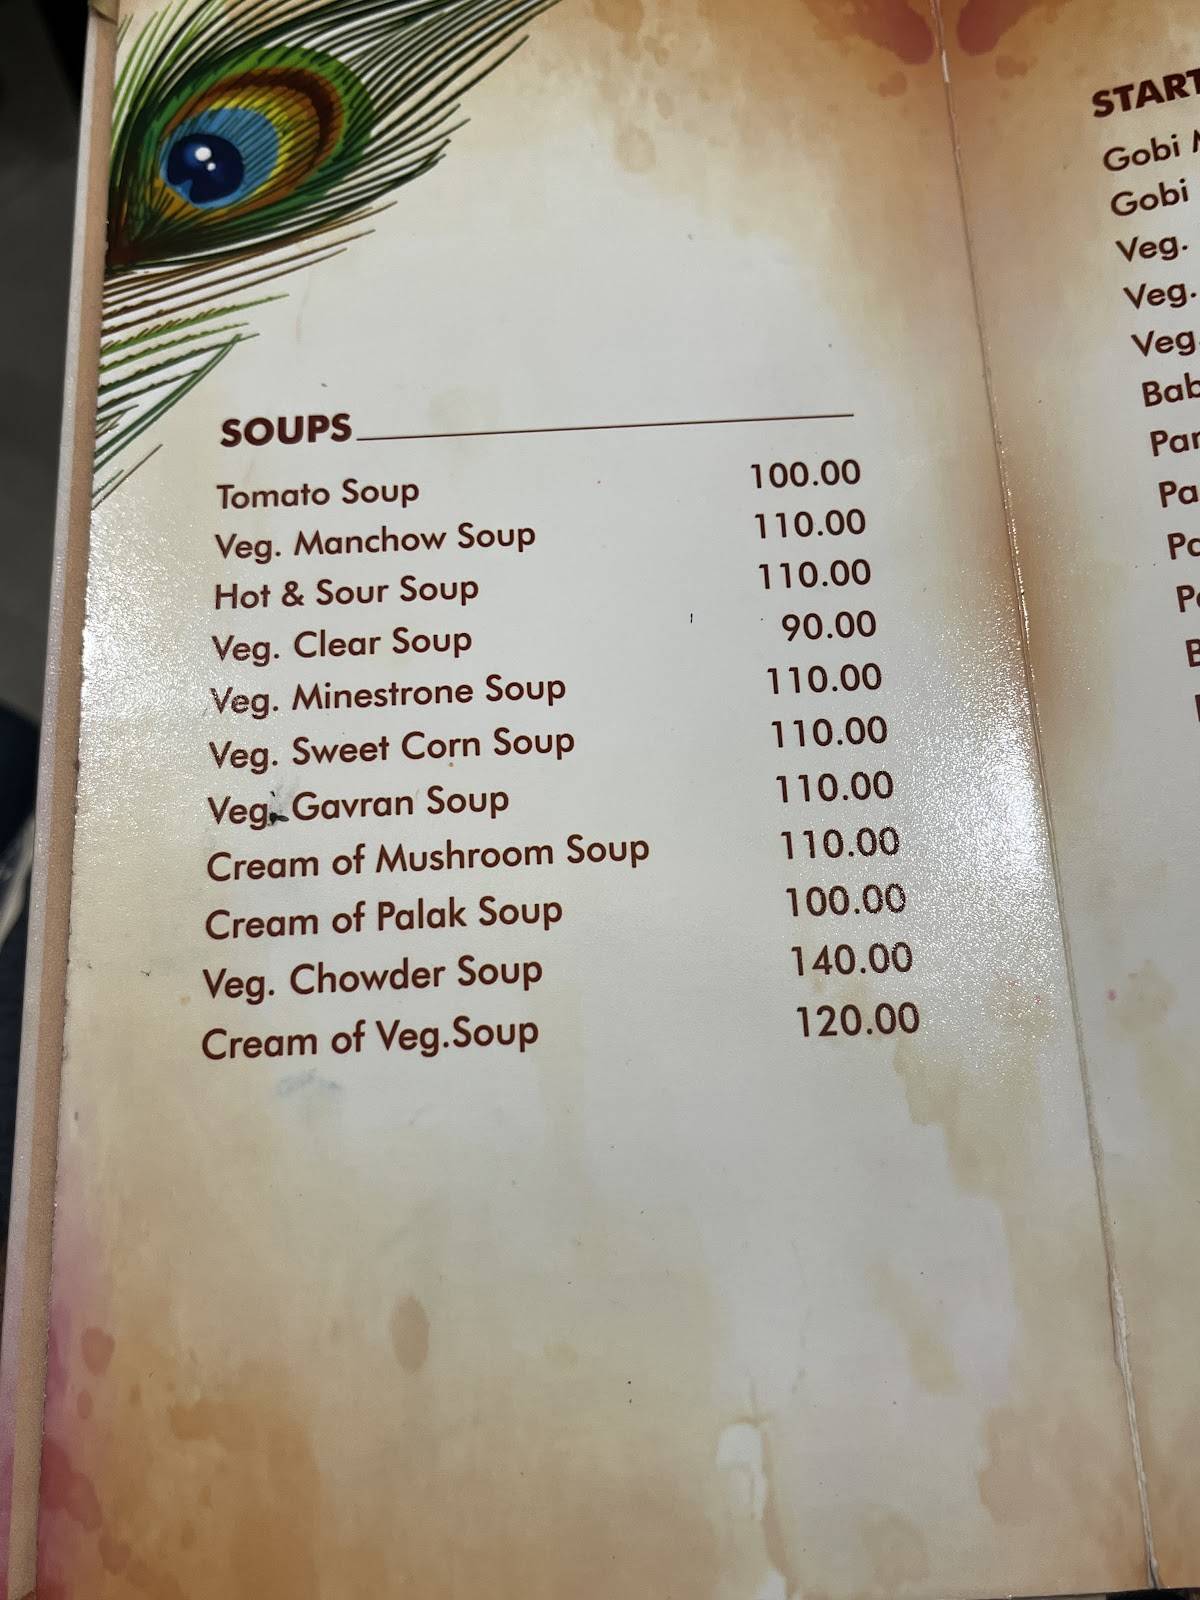 SOUPS
Tomato Soup 100.00
Veg. Manchow Soup 110.00
Hot & Sour Soup 110.00
Veg. Clear Soup 90.00
Veg. Minestrone Soup 110.00
Veg. Sweet Corn Soup 110.00
Veg. Gavran Soup 110.00
Cream of Mushroom Soup 110.00
Cream of Palak Soup 100.00
Veg. Chowder Soup 140.00
Cream of Veg.Soup 120.00
Gobi
Gobi
Veg.
Veg.
Veg.